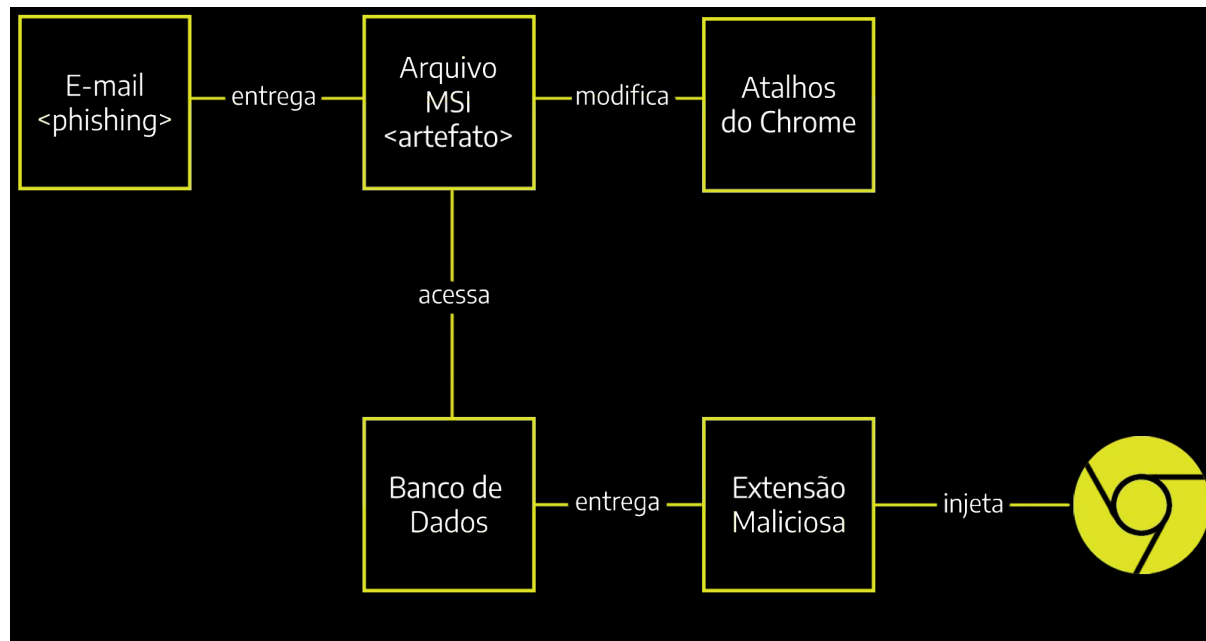 E-mail
<phishing>
entrega
Arquivo
MSI
<artefato>
modifica
Atalhos
do Chrome
acessa
Banco de
Dados
entrega
Extensão
Maliciosa
injeta